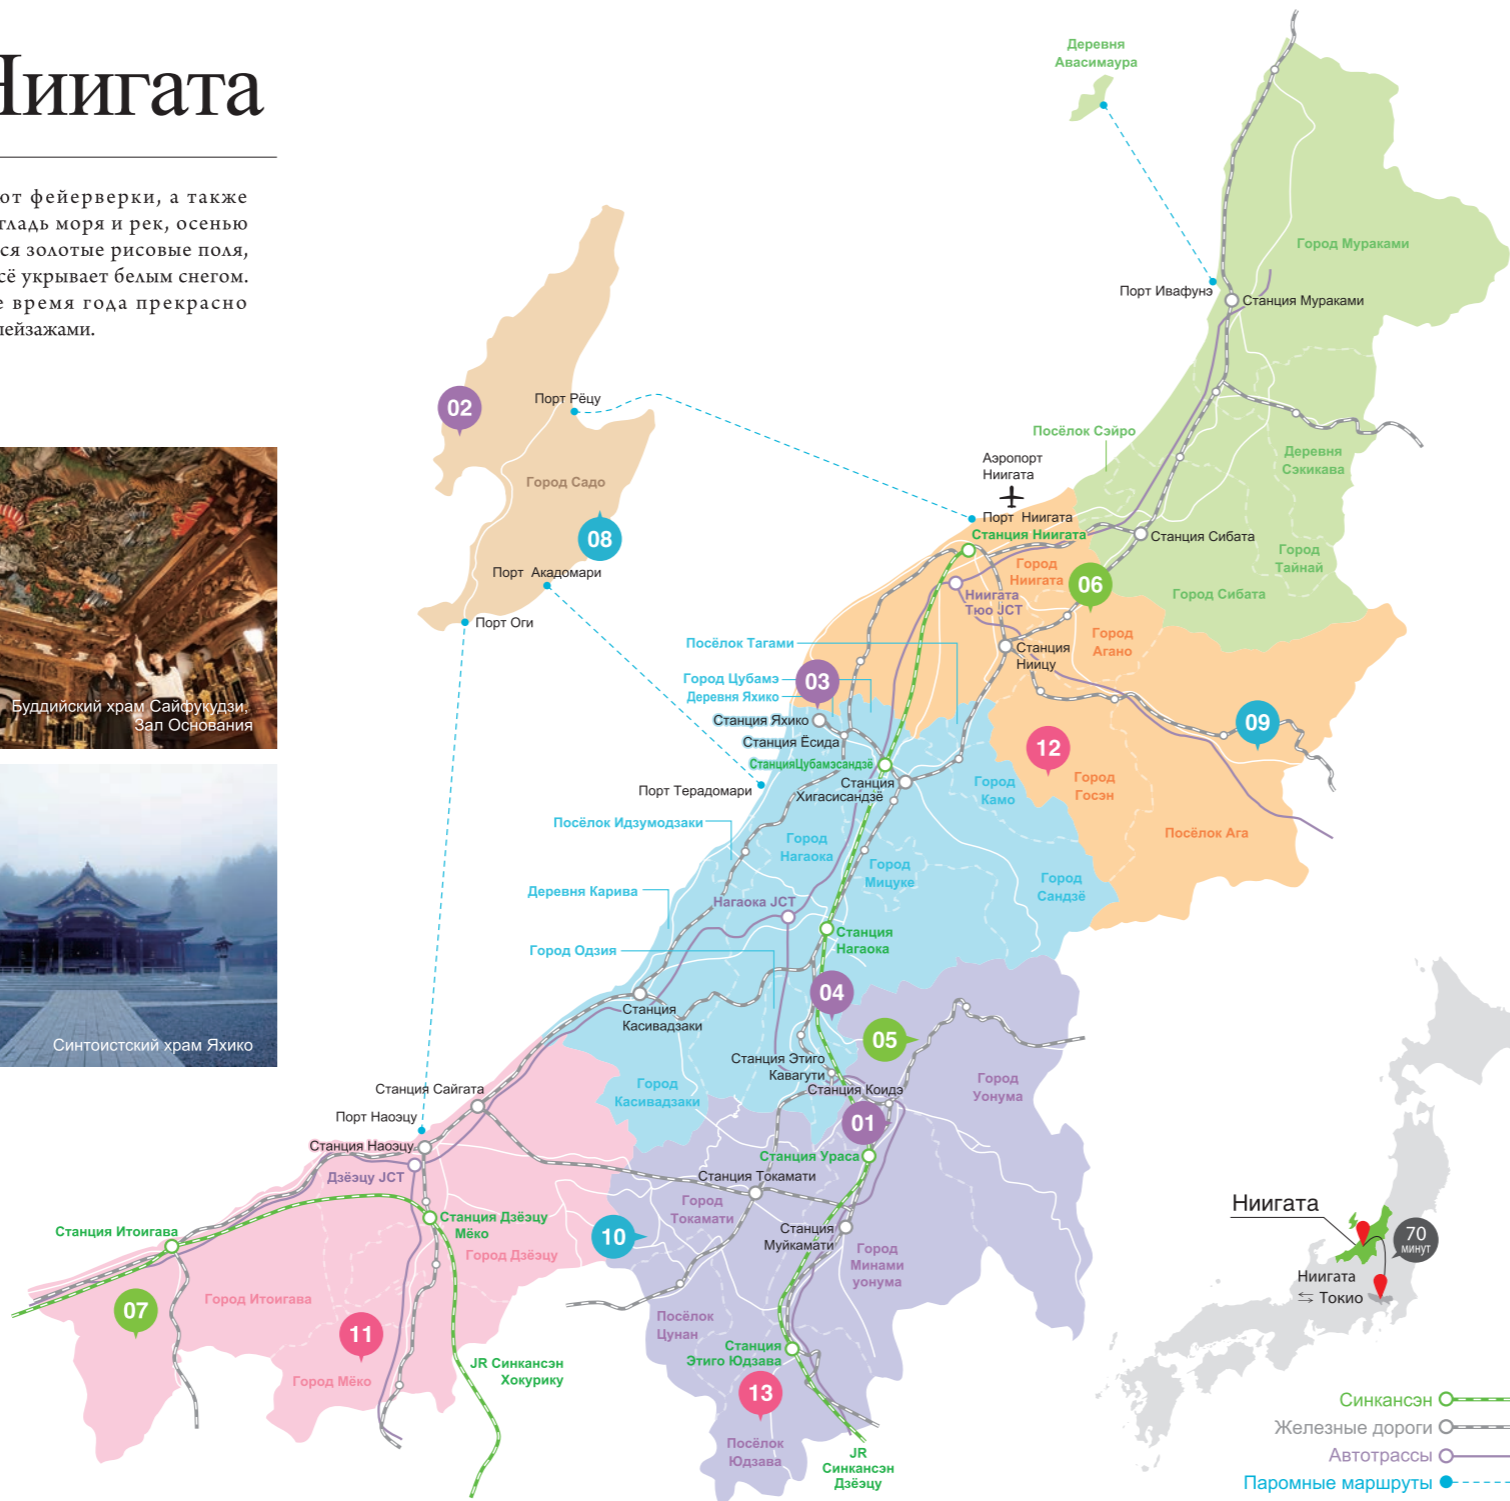 Ниигата
ют фейерверки, а также
гладь моря и рек, осенью
ся золотые рисовые поля,
сё укрывает белым снегом.
е время года прекрасно
пейзажами.
Буддийский храм Сайфукудзи,
Зал Основания
Синтоистский храм Яхико
Деревня
Авасимаура
Город Мураками
Порт Ивафунэ
Станция Мураками
02
Порт Рёцу
Посёлок Сэйро
Деревня
Сэкикава
Аэропорт
Ниигата
Город Садо
Порт Ниигата
Станция Ниигата
08
Станция Сибата
Город
Тайнай
Порт Акадомари
Город
Ниигата
06
Город Сибата
Ниигата
Тюо JCT
Порт Оги
Город
Агано
Посёлок Тагами
Станция
Нийцу
Город Цубамэ
03
Деревня Яхико
Станция Яхико
09
Станция Ёсида
12
СтанцияЦубамэсандзё
Станция
Хигасисандзё
Город
Камо
Город
Госэн
Порт Терадомари
Посёлок Идзумодзаки
Посёлок Ага
Город
Нагаока
Город
Мицуке
Город
Сандзё
Деревня Карива
Нагаока JCT
Станция
Нагаока
Город Одзия
04
Станция
Касивадзаки
05
Станция Этиго
Кавагути
Город
Уонума
Станция Сайгата
Город
Касивадзаки
Станция Коидэ
Порт Наоэцу
01
Станция Наоэцу
Станция Ураса
Дзёэцу JCT
Станция Токамати
Город
Токамати
Станция Дзёэцу
Мёко
Станция Итоигава
10
Станция
Муйкамати
Город Дзёэцу
Город
Минами
уонума
Город Итоигава
07
11
Посёлок
Цунан
Станция
Этиго Юдзава
JR Синкансэн
Хокурику
Город Мёко
13
Посёлок
Юдзава
JR
Синкансэн
Дзёэцу
Ниигата
70
минут
Ниигата
⇆ Токио
Синкансэн
Железные дороги
Автотрассы
Паромные маршруты